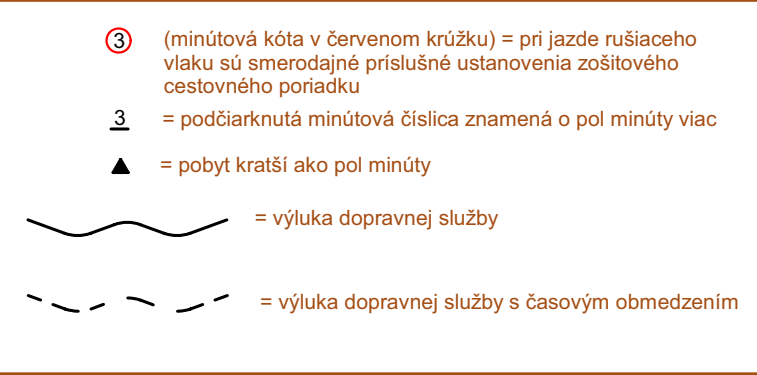 3 (minútová kóta v červenom krúžku) = pri jazde rušiaceho
vlaku sú smerodajné príslušné ustanovenia zošitového
cestovného poriadku
3 = podčiarknutá minútová číslica znamená o pol minúty viac
= pobyt kratší ako pol minúty
= výluka dopravnej služby
= výluka dopravnej služby s časovým obmedzením